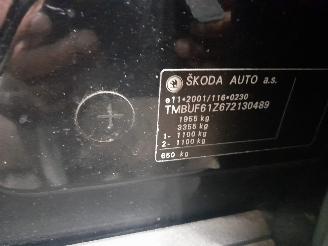 ŠKODA AUTO a.s.
e11*2001/116*0230
TMBUF61Z672130489
1955 kg
3355 kg
1- 1100 kg
2- 1100 kg
650 kg